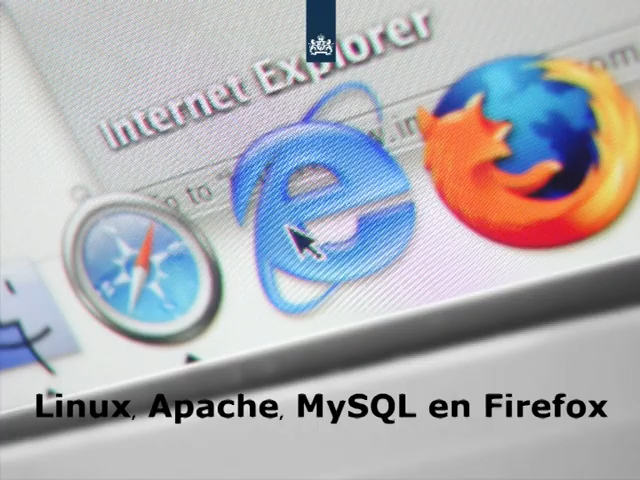 Internet Explorer
Linux, Apache, MySQL en Firefox